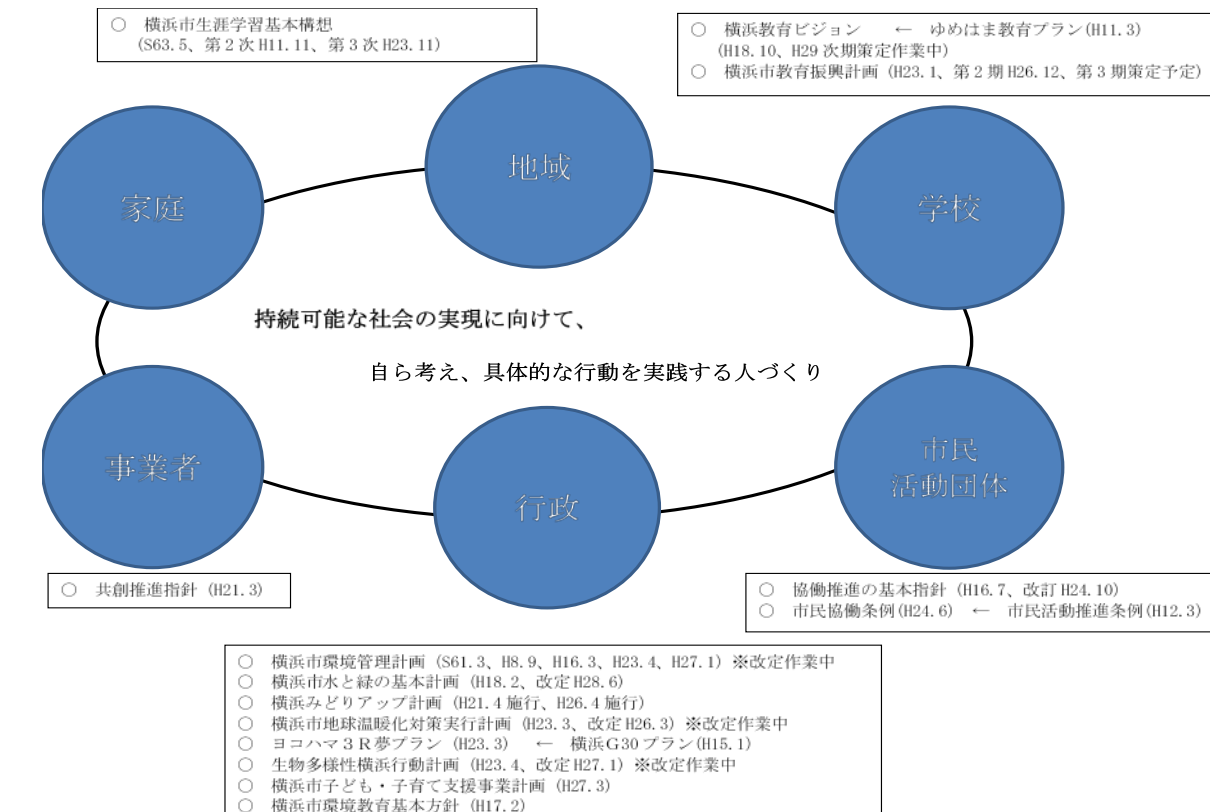 ○ 横浜市生涯学習基本構想
(S63.5、第２次H11.11、第３次H23.11)
○ 横浜教育ビジョン ← ゆめはま教育プラン(H11.3)
(H18.10、H29次期策定作業中)
○ 横浜市教育振興計画 (H23.1、第２期H26.12、第３期策定予定)
家庭
地域
学校
持続可能な社会の実現に向けて、
自ら考え、具体的な行動を実践する人づくり
事業者
行政
市民
活動団体
○ 共創推進指針 (H21.3)
○ 協働推進の基本指針 (H16.7、改訂H24.10)
○ 市民協働条例(H24.6) ← 市民活動推進条例(H12.3)
○ 横浜市環境管理計画 (S61.3、H8.9、H16.3、H23.4、H27.1) ※改定作業中
○ 横浜市水と緑の基本計画 (H18.2、改定H28.6)
○ 横浜みどりアップ計画 (H21.4施行、H26.4施行)
○ 横浜市地球温暖化対策実行計画 (H23.3、改定H26.3) ※改定作業中
○ ヨコハマ３Ｒ夢プラン (H23.3) ← 横浜Ｇ30プラン(H15.1)
○ 生物多様性横浜行動計画 (H23.4、改定H27.1) ※改定作業中
○ 横浜市子ども・子育て支援事業計画 (H27.3)
○ 横浜市環境教育基本方針 (H17.2)